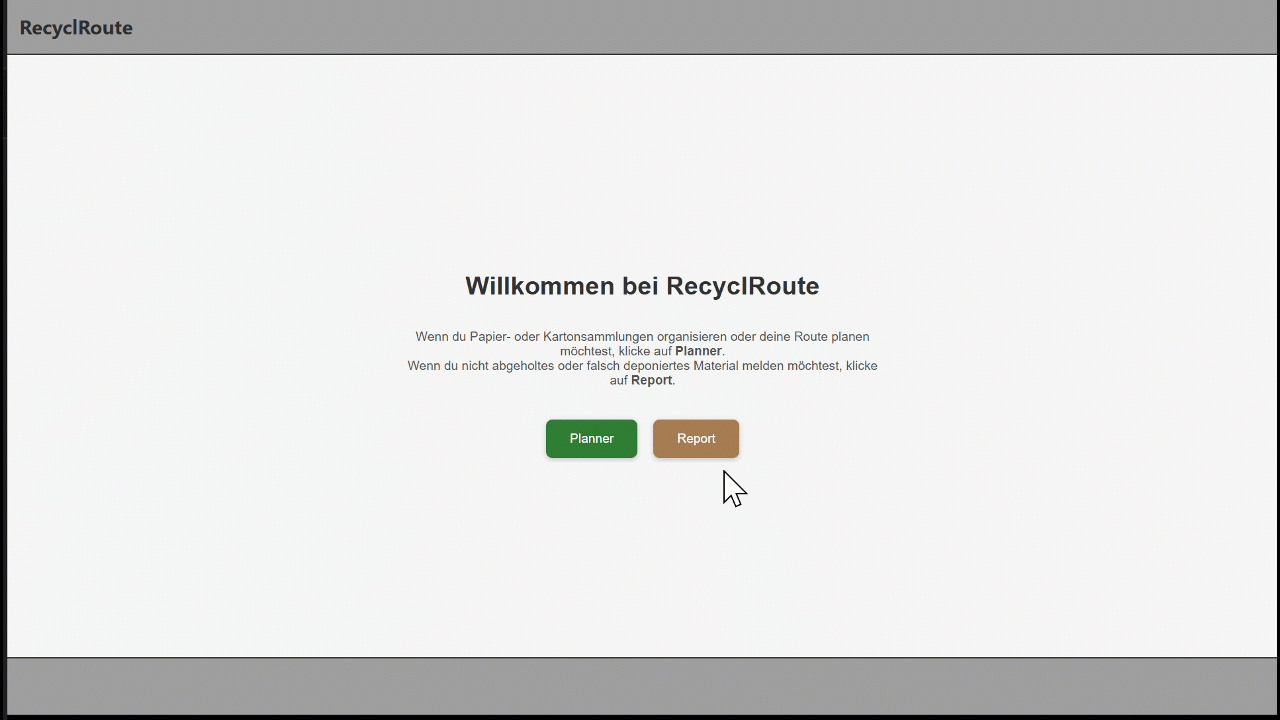 RecyclRoute
Willkommen bei RecyclRoute
Wenn du Papier- oder Kartonsammlungen organisieren oder deine Route planen
möchtest, klicke auf Planner.
Wenn du nicht abgeholtes oder falsch deponiertes Material melden möchtest, klicke
auf Report.
Planner
Report